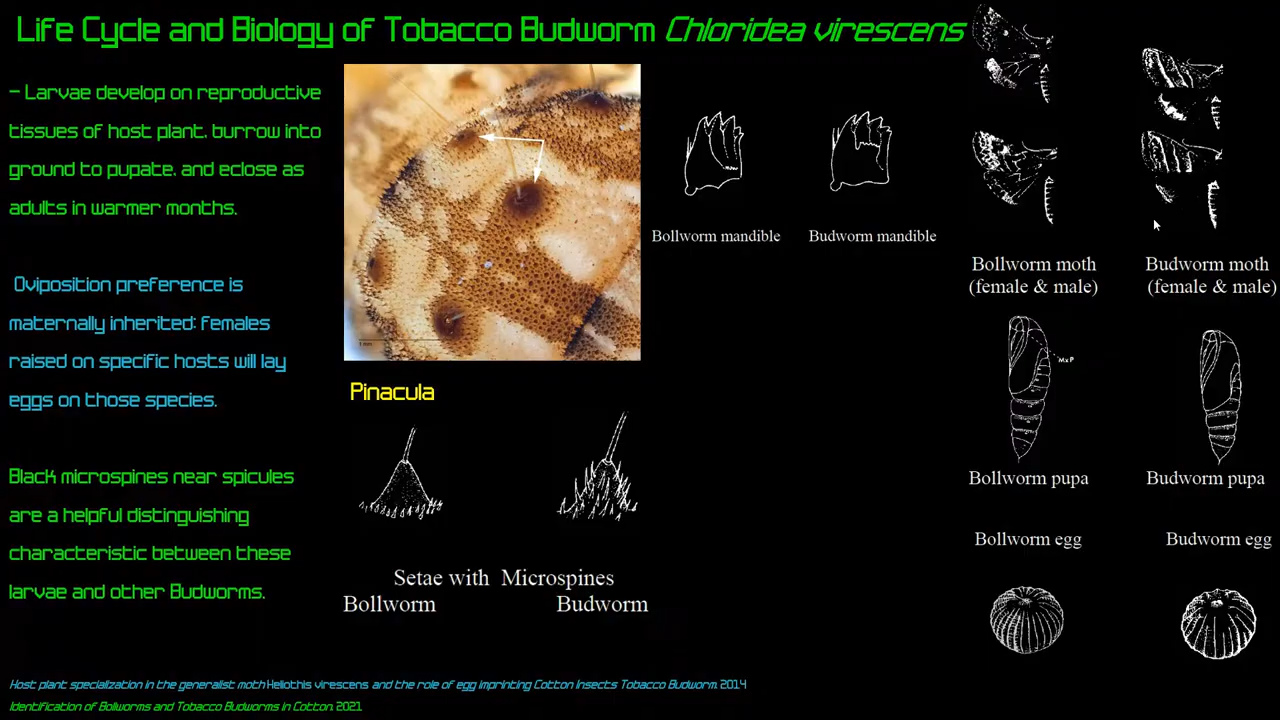 Life Cycle and Biology of Tobacco Budworm Chloridea virescens
- Larvae develop on reproductive
tissues of host plant, burrow into
ground to pupate, and eclose as
adults in warmer months.
Oviposition preference is
maternally inherited; females
raised on specific hosts will lay
eggs on those species.
Black microspines near spicules
are a helpful distinguishing
characteristic between these
larvae and other Budworms.
1 mm
Pinacula
Setae with Microspines
Bollworm Budworm
Bollworm mandible Budworm mandible
Bollworm moth
(female & male)
Budworm moth
(female & male)
MxP
Bollworm pupa Budworm pupa
Bollworm egg Budworm egg
Host plant specialization in the generalist moth Heliothis virescens and the role of egg imprinting Cotton Insects Tobacco Budworm. 2014
Identification of Bollworms and Tobacco Budworms in Cotton. 2021